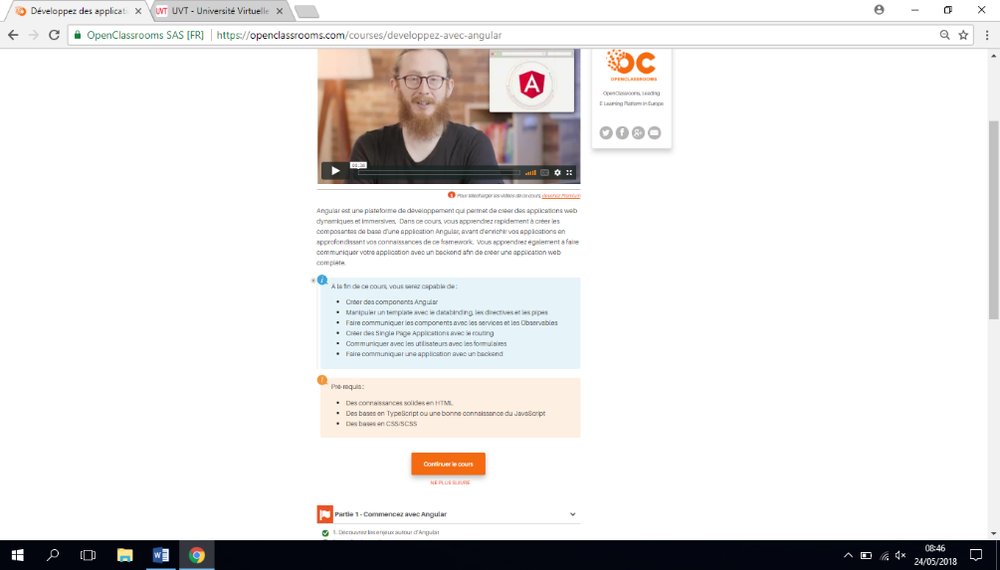 Développez des applicati
UVT - Université Virtuelle
OpenClassrooms SAS [FR] | https://openclassrooms.com/courses/developpez-avec-angular
OC
OPENCLASSROOMS
OpenClassrooms, Leading
E-Learning Platform in Europe
Pour télécharger les vidéos de ce cours, devenez Premium
Angular est une plateforme de développement qui permet de créer des applications web
dynamiques et immersives. Dans ce cours, vous apprendrez rapidement à créer les
composantes de base d'une application Angular, avant d'enrichir vos applications en
approfondissant vos connaissances de ce framework. Vous apprendrez également à faire
communiquer votre application avec un backend afin de créer une application web
complète.
À la fin de ce cours, vous serez capable de :
• Créer des components Angular
• Manipuler un template avec le databinding, les directives et les pipes
• Faire communiquer les components avec les services et les Observables
• Créer des Single Page Applications avec le routing
• Communiquer avec les utilisateurs avec les formulaires
• Faire communiquer une application avec un backend
Pré-requis :
• Des connaissances solides en HTML
• Des bases en TypeScript ou une bonne connaissance du JavaScript
• Des bases en CSS/SCSS
Continuer le cours
NE PLUS SUIVRE
Partie 1 - Commencez avec Angular
1. Découvrez les enjeux autour d'Angular
08:46
24/05/2018